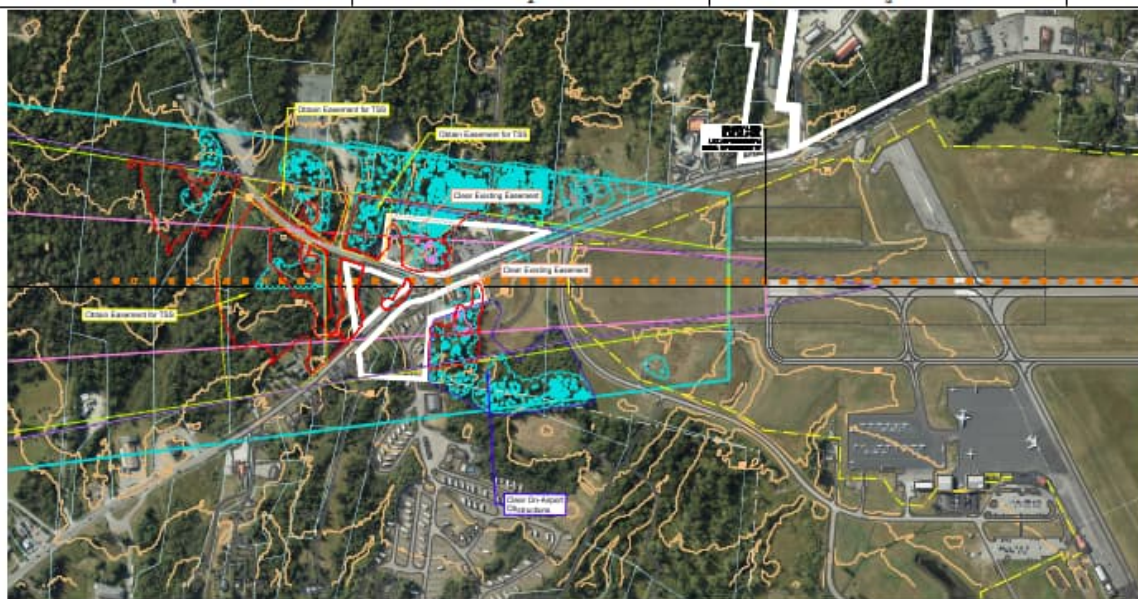 Obtain Easement for TSS
Obtain Easement for TSS
Clear Existing Easement
Clear Existing Easement
Obtain Easement for TSS
Clear On-Airport
Obstructions